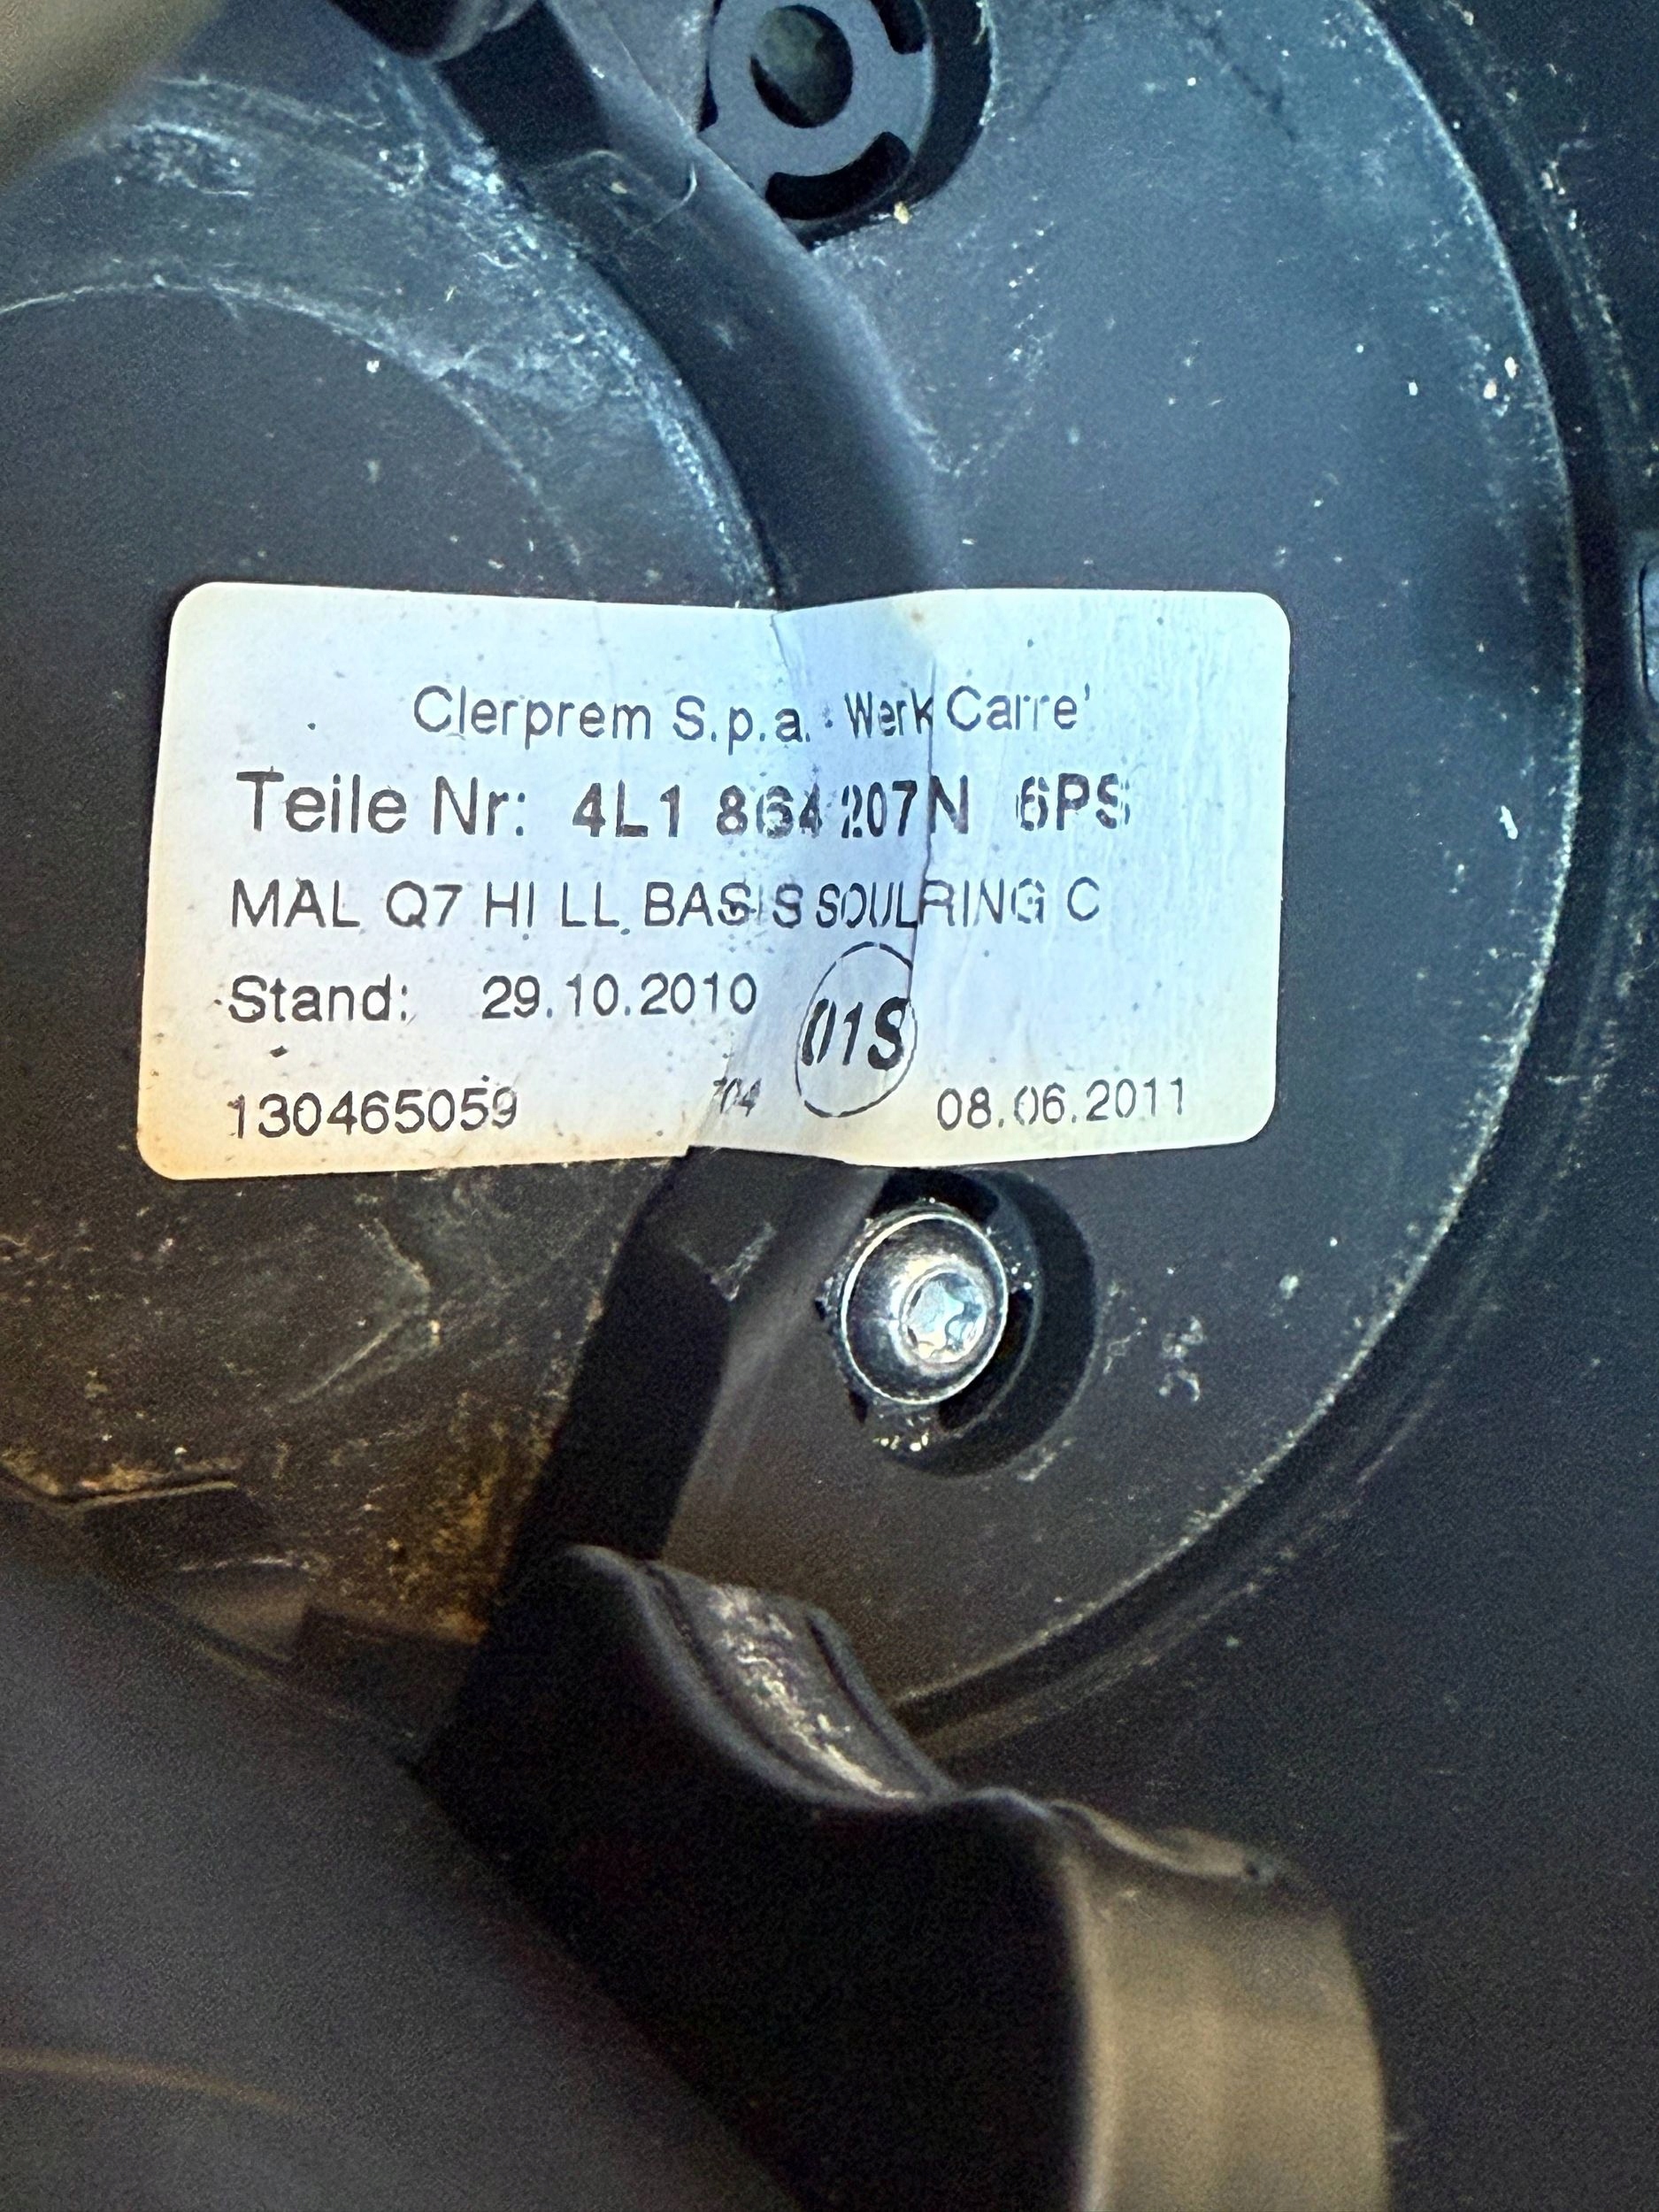 Clerprem S.p.a. - Werk Carre'
Teile Nr: 4L1 864 207N 6PS
MAL Q7 HI LL BASIS SOULRING C
Stand: 29.10.2010
01S
130465059 704 08.06.2011